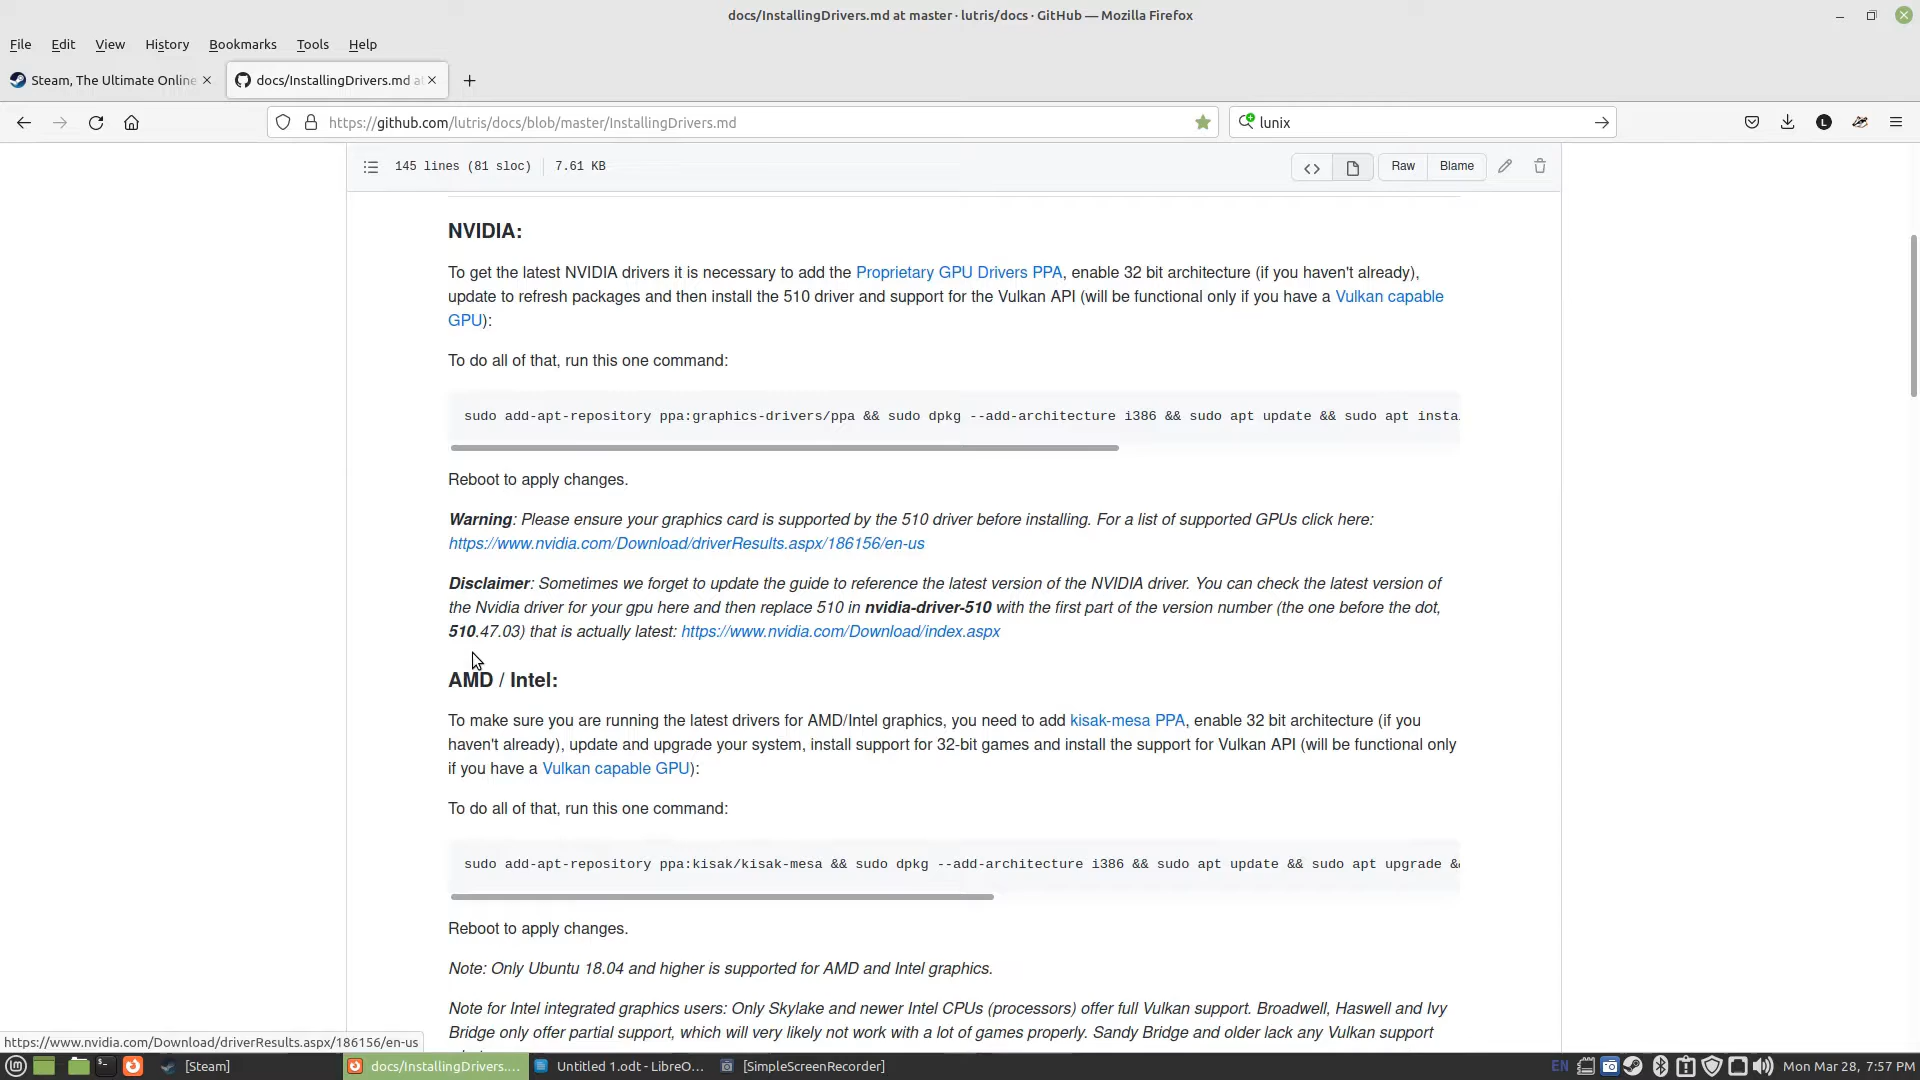 docs/InstallingDrivers.md at master · lutris/docs · GitHub — Mozilla Firefox
File Edit View History Bookmarks Tools Help
Steam, The Ultimate Online
docs/InstallingDrivers.md a
https://github.com/lutris/docs/blob/master/InstallingDrivers.md
lunix
L
145 lines (81 sloc) 7.61 KB
Raw Blame
NVIDIA:
To get the latest NVIDIA drivers it is necessary to add the Proprietary GPU Drivers PPA, enable 32 bit architecture (if you haven't already),
update to refresh packages and then install the 510 driver and support for the Vulkan API (will be functional only if you have a Vulkan capable
GPU):
To do all of that, run this one command:
sudo add-apt-repository ppa:graphics-drivers/ppa && sudo dpkg --add-architecture i386 && sudo apt update && sudo apt insta
Reboot to apply changes.
Warning: Please ensure your graphics card is supported by the 510 driver before installing. For a list of supported GPUs click here:
https://www.nvidia.com/Download/driverResults.aspx/186156/en-us
Disclaimer: Sometimes we forget to update the guide to reference the latest version of the NVIDIA driver. You can check the latest version of
the Nvidia driver for your gpu here and then replace 510 in nvidia-driver-510 with the first part of the version number (the one before the dot,
510.47.03) that is actually latest: https://www.nvidia.com/Download/index.aspx
AMD / Intel:
To make sure you are running the latest drivers for AMD/Intel graphics, you need to add kisak-mesa PPA, enable 32 bit architecture (if you
haven't already), update and upgrade your system, install support for 32-bit games and install the support for Vulkan API (will be functional only
if you have a Vulkan capable GPU):
To do all of that, run this one command:
sudo add-apt-repository ppa:kisak/kisak-mesa && sudo dpkg --add-architecture i386 && sudo apt update && sudo apt upgrade &&
Reboot to apply changes.
Note: Only Ubuntu 18.04 and higher is supported for AMD and Intel graphics.
Note for Intel integrated graphics users: Only Skylake and newer Intel CPUs (processors) offer full Vulkan support. Broadwell, Haswell and Ivy
Bridge only offer partial support, which will very likely not work with a lot of games properly. Sandy Bridge and older lack any Vulkan support
https://www.nvidia.com/Download/driverResults.aspx/186156/en-us
[Steam]
docs/InstallingDrivers....
Untitled 1.odt - LibreO...
[SimpleScreenRecorder]
EN
Mon Mar 28, 7:57 PM